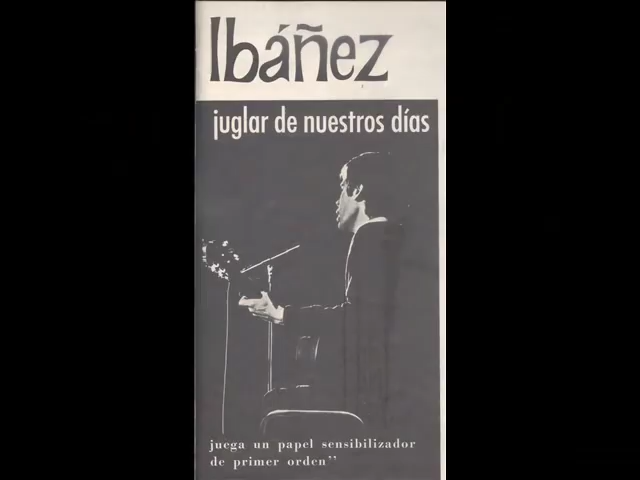 Ibáñez
juglar de nuestros días
juega un papel sensibilizador
de primer orden”